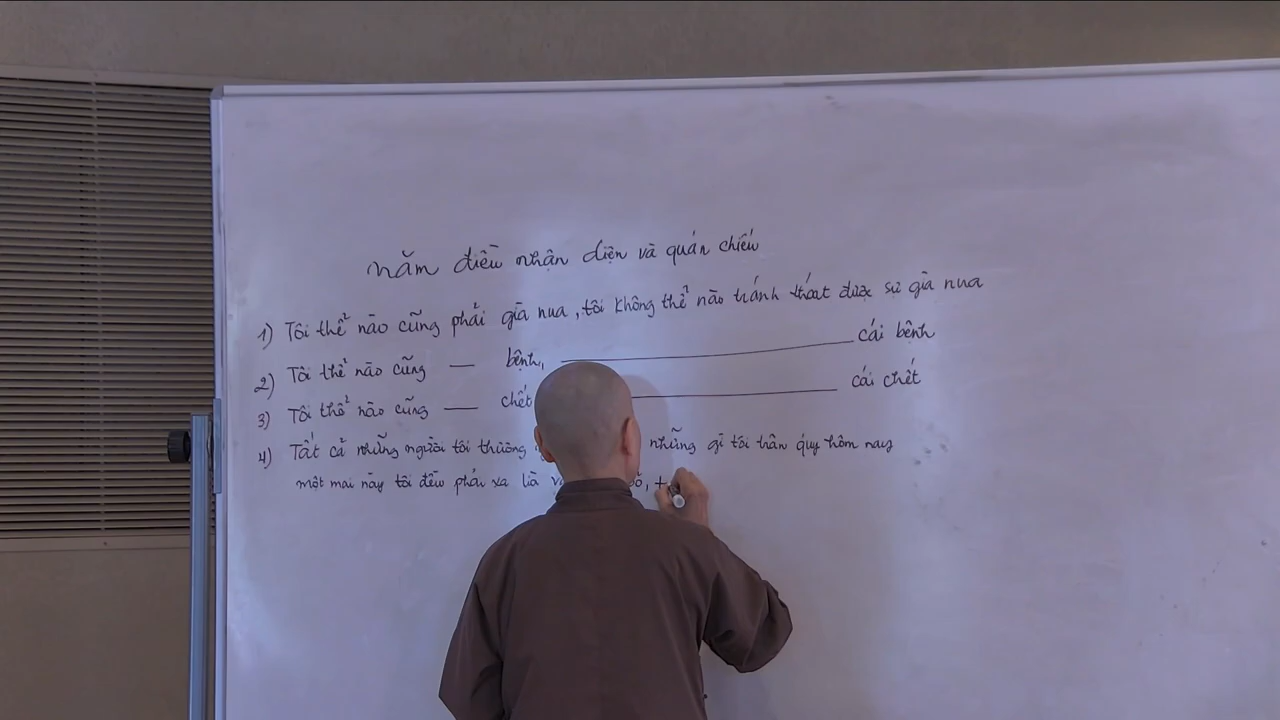 năm điều nhận diện và quán chiếu
1) Tôi thể nào cũng phải già nua, tôi không thể nào tránh thoát được sự già nua
2) Tôi thế nào cũng — bệnh, ——— cái bệnh
3) Tôi thể nào cũng — chết ——— cái chết
4) Tất cả những người tôi thương những gì tôi trân quý hôm nay
một mai này tôi đều phải xa lìa